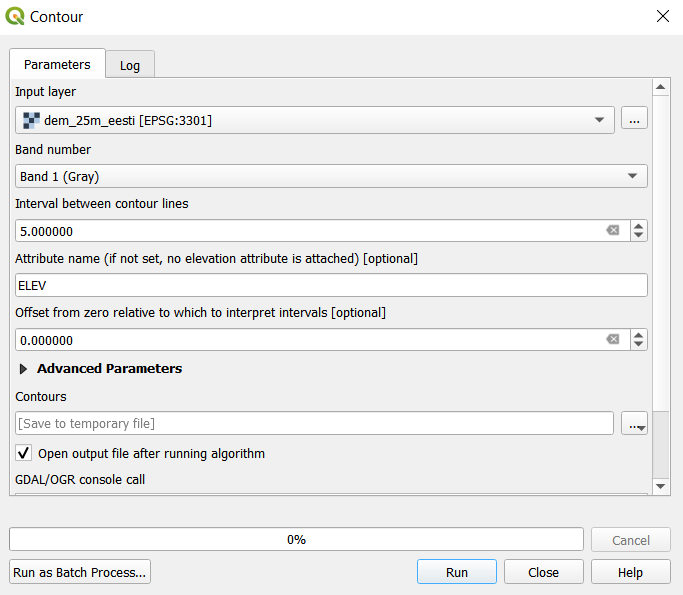 Contour
Parameters
Log
Input layer
dem_25m_eesti [EPSG:3301]
...
Band number
Band 1 (Gray)
Interval between contour lines
5.000000
Attribute name (if not set, no elevation attribute is attached) [optional]
ELEV
Offset from zero relative to which to interpret intervals [optional]
0.000000
Advanced Parameters
Contours
[Save to temporary file]
...
Open output file after running algorithm
GDAL/OGR console call
0%
Cancel
Run as Batch Process...
Run
Close
Help